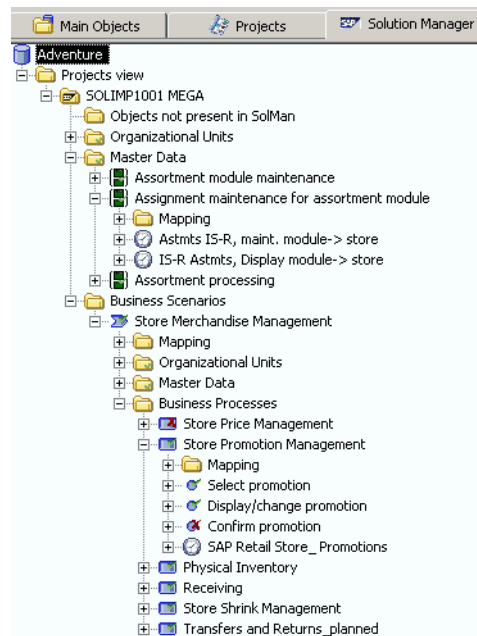 Main Objects Projects SAP Solution Manager
Adventure
Projects view
SOLIMP1001 MEGA
Objects not present in SolMan
Organizational Units
Master Data
Assortment module maintenance
Assignment maintenance for assortment module
Mapping
Astmts IS-R, maint. module-> store
IS-R Astmts, Display module-> store
Assortment processing
Business Scenarios
Store Merchandise Management
Mapping
Organizational Units
Master Data
Business Processes
Store Price Management
Store Promotion Management
Mapping
Select promotion
Display/change promotion
Confirm promotion
SAP Retail Store_ Promotions
Physical Inventory
Receiving
Store Shrink Management
Transfers and Returns_planned